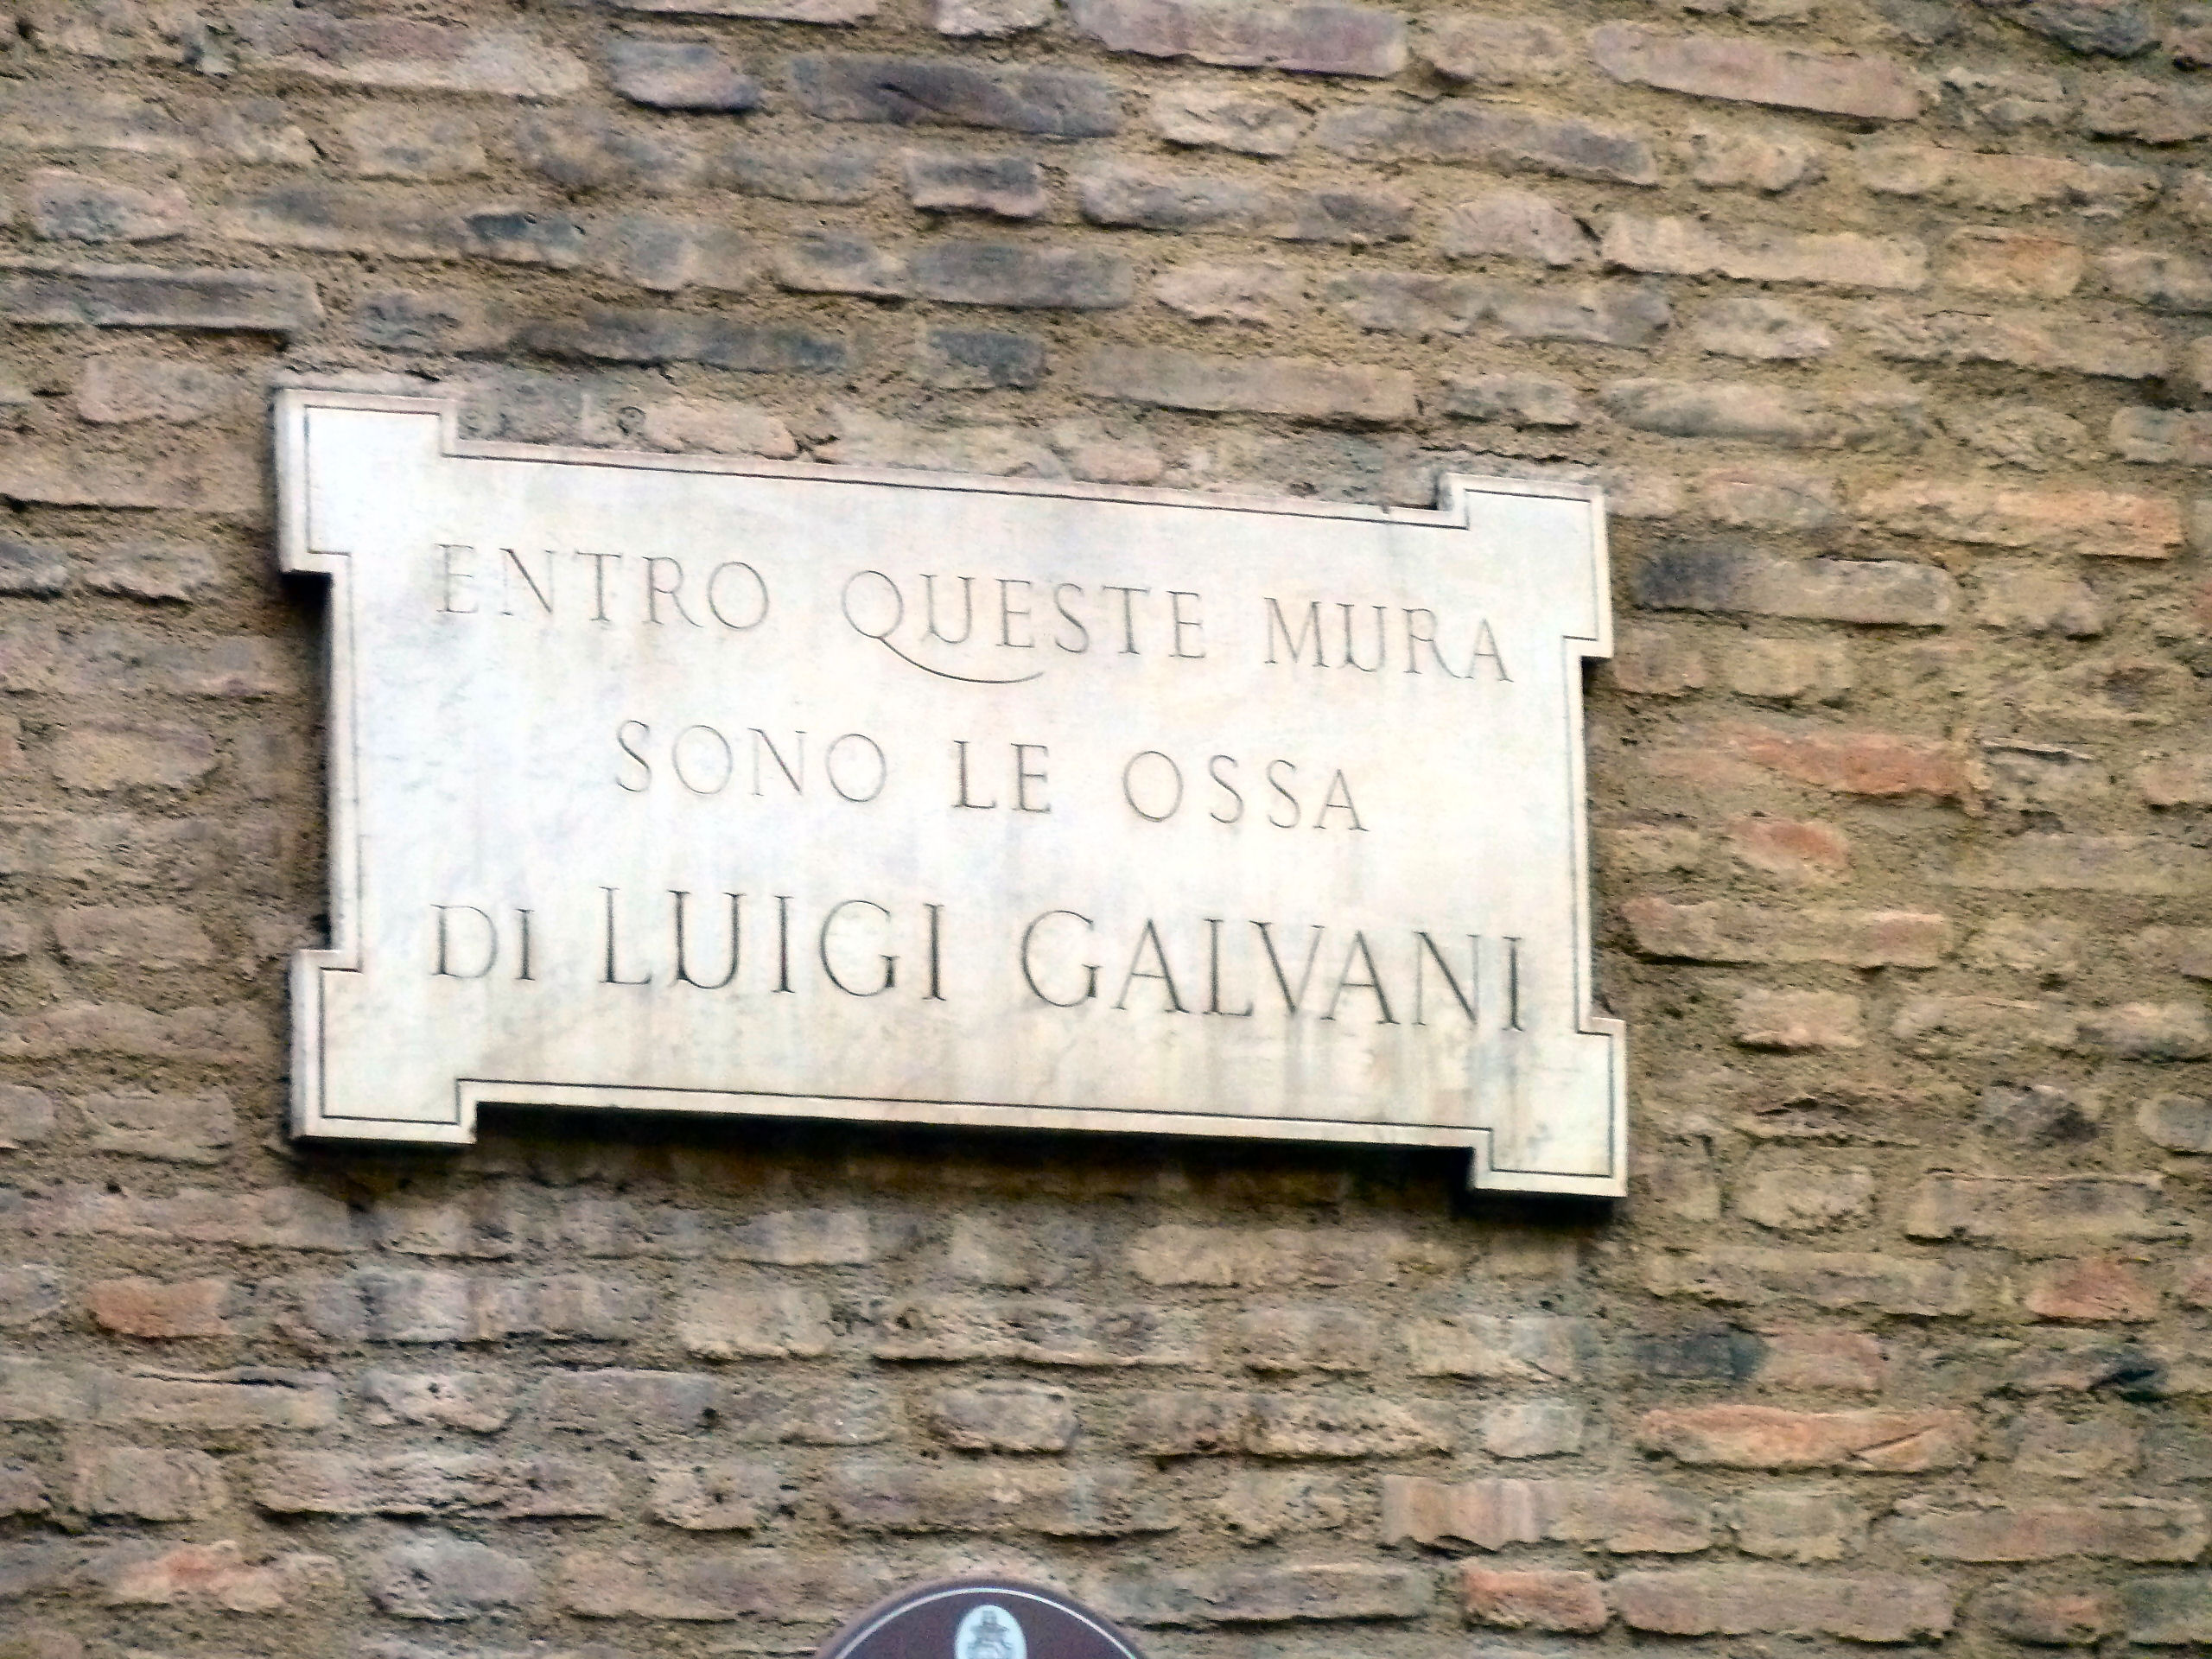 ENTRO QUESTE MURA
SONO LE OSSA
DI LUIGI GALVANI